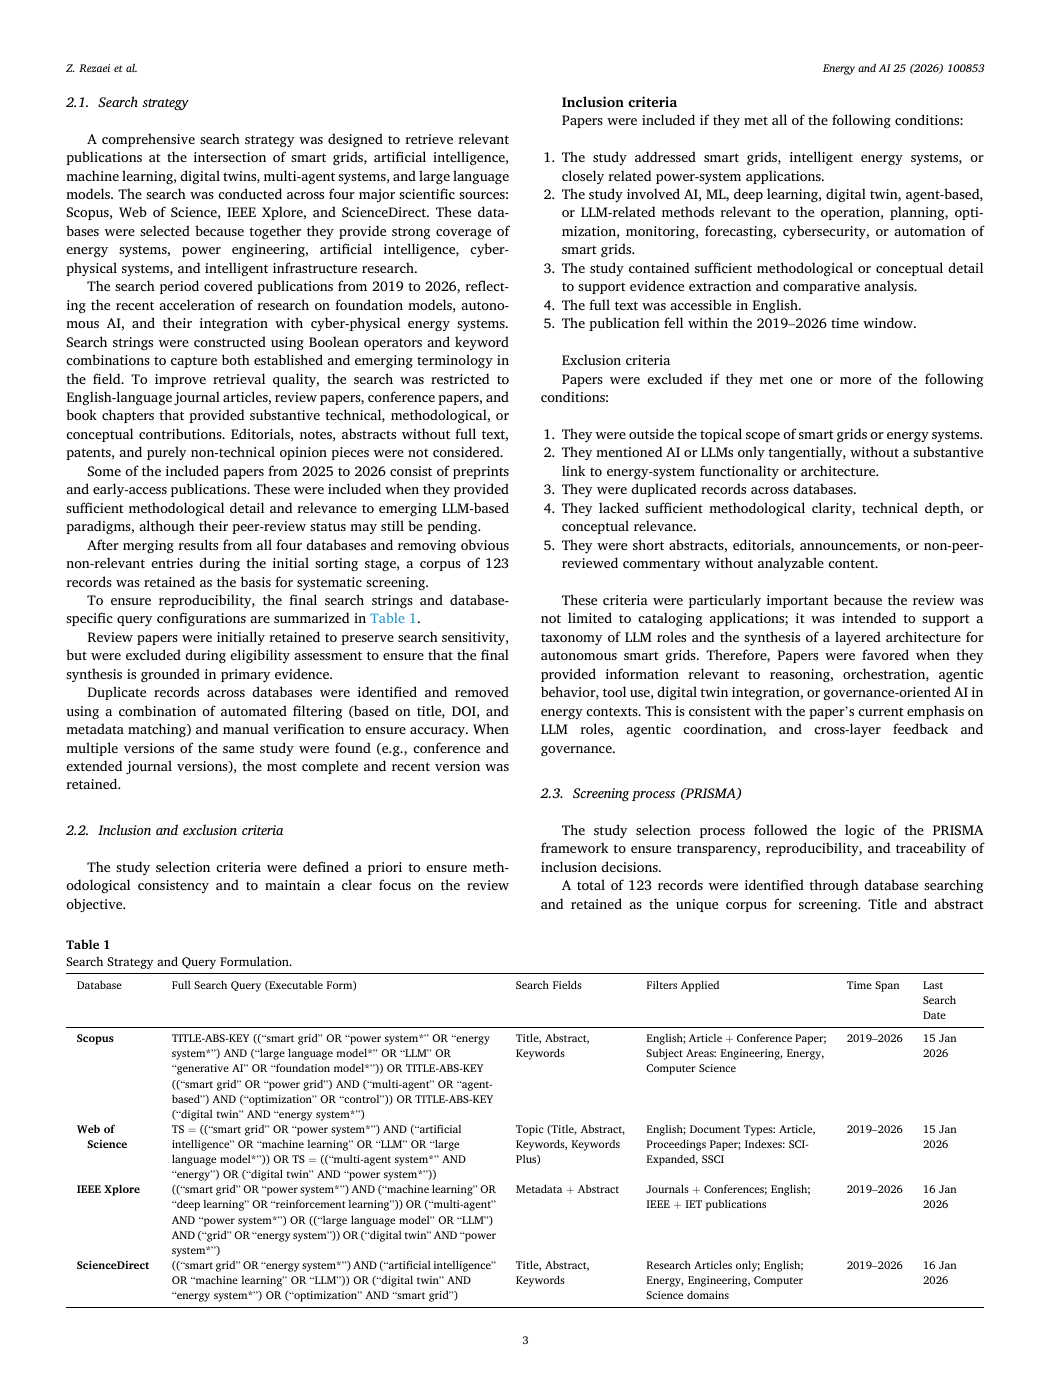 Z. Rezaei et al.
Energy and AI 25 (2026) 100853
2.1. Search strategy
A comprehensive search strategy was designed to retrieve relevant
publications at the intersection of smart grids, artificial intelligence,
machine learning, digital twins, multi-agent systems, and large language
models. The search was conducted across four major scientific sources:
Scopus, Web of Science, IEEE Xplore, and ScienceDirect. These data-
bases were selected because together they provide strong coverage of
energy systems, power engineering, artificial intelligence, cyber-
physical systems, and intelligent infrastructure research.
The search period covered publications from 2019 to 2026, reflect-
ing the recent acceleration of research on foundation models, autono-
mous AI, and their integration with cyber-physical energy systems.
Search strings were constructed using Boolean operators and keyword
combinations to capture both established and emerging terminology in
the field. To improve retrieval quality, the search was restricted to
English-language journal articles, review papers, conference papers, and
book chapters that provided substantive technical, methodological, or
conceptual contributions. Editorials, notes, abstracts without full text,
patents, and purely non-technical opinion pieces were not considered.
Some of the included papers from 2025 to 2026 consist of preprints
and early-access publications. These were included when they provided
sufficient methodological detail and relevance to emerging LLM-based
paradigms, although their peer-review status may still be pending.
After merging results from all four databases and removing obvious
non-relevant entries during the initial sorting stage, a corpus of 123
records was retained as the basis for systematic screening.
To ensure reproducibility, the final search strings and database-
specific query configurations are summarized in Table 1.
Review papers were initially retained to preserve search sensitivity,
but were excluded during eligibility assessment to ensure that the final
synthesis is grounded in primary evidence.
Duplicate records across databases were identified and removed
using a combination of automated filtering (based on title, DOI, and
metadata matching) and manual verification to ensure accuracy. When
multiple versions of the same study were found (e.g., conference and
extended journal versions), the most complete and recent version was
retained.
2.2. Inclusion and exclusion criteria
The study selection criteria were defined a priori to ensure meth-
odological consistency and to maintain a clear focus on the review
objective.
Inclusion criteria
Papers were included if they met all of the following conditions:
1. The study addressed smart grids, intelligent energy systems, or
closely related power-system applications.
2. The study involved AI, ML, deep learning, digital twin, agent-based,
or LLM-related methods relevant to the operation, planning, opti-
mization, monitoring, forecasting, cybersecurity, or automation of
smart grids.
3. The study contained sufficient methodological or conceptual detail
to support evidence extraction and comparative analysis.
4. The full text was accessible in English.
5. The publication fell within the 2019–2026 time window.
Exclusion criteria
Papers were excluded if they met one or more of the following
conditions:
1. They were outside the topical scope of smart grids or energy systems.
2. They mentioned AI or LLMs only tangentially, without a substantive
link to energy-system functionality or architecture.
3. They were duplicated records across databases.
4. They lacked sufficient methodological clarity, technical depth, or
conceptual relevance.
5. They were short abstracts, editorials, announcements, or non-peer-
reviewed commentary without analyzable content.
These criteria were particularly important because the review was
not limited to cataloging applications; it was intended to support a
taxonomy of LLM roles and the synthesis of a layered architecture for
autonomous smart grids. Therefore, Papers were favored when they
provided information relevant to reasoning, orchestration, agentic
behavior, tool use, digital twin integration, or governance-oriented AI in
energy contexts. This is consistent with the paper's current emphasis on
LLM roles, agentic coordination, and cross-layer feedback and
governance.
2.3. Screening process (PRISMA)
The study selection process followed the logic of the PRISMA
framework to ensure transparency, reproducibility, and traceability of
inclusion decisions.
A total of 123 records were identified through database searching
and retained as the unique corpus for screening. Title and abstract
Table 1
Search Strategy and Query Formulation.
Database Full Search Query (Executable Form) Search Fields Filters Applied Time Span Last
Search
Date
Scopus TITLE-ABS-KEY ((“smart grid” OR “power system*” OR “energy Title, Abstract, English; Article + Conference Paper; 2019–2026 15 Jan
system*”) AND (“large language model*” OR “LLM” OR Keywords Subject Areas: Engineering, Energy, 2026
“generative AI” OR “foundation model*”)) OR TITLE-ABS-KEY Computer Science
((“smart grid” OR “power grid”) AND (“multi-agent” OR “agent-
based”) AND (“optimization” OR “control”)) OR TITLE-ABS-KEY
(“digital twin” AND “energy system*”)
Web of TS = ((“smart grid” OR “power system*”) AND (“artificial Topic (Title, Abstract, English; Document Types: Article, 2019–2026 15 Jan
Science intelligence” OR “machine learning” OR “LLM” OR “large Keywords, Keywords Proceedings Paper; Indexes: SCI- 2026
language model*”)) OR TS = ((“multi-agent system*” AND Plus) Expanded, SSCI
“energy”) OR (“digital twin” AND “power system*”))
IEEE Xplore ((“smart grid” OR “power system*”) AND (“machine learning” OR Metadata + Abstract Journals + Conferences; English; 2019–2026 16 Jan
“deep learning” OR “reinforcement learning”)) OR (“multi-agent” IEEE + IET publications 2026
AND “power system*”) OR ((“large language model” OR “LLM”)
AND (“grid” OR “energy system”)) OR (“digital twin” AND “power
system*”)
ScienceDirect ((“smart grid” OR “energy system*”) AND (“artificial intelligence” Title, Abstract, Research Articles only; English; 2019–2026 16 Jan
OR “machine learning” OR “LLM”)) OR (“digital twin” AND Keywords Energy, Engineering, Computer 2026
“energy system*”) OR (“optimization” AND “smart grid”) Science domains
3